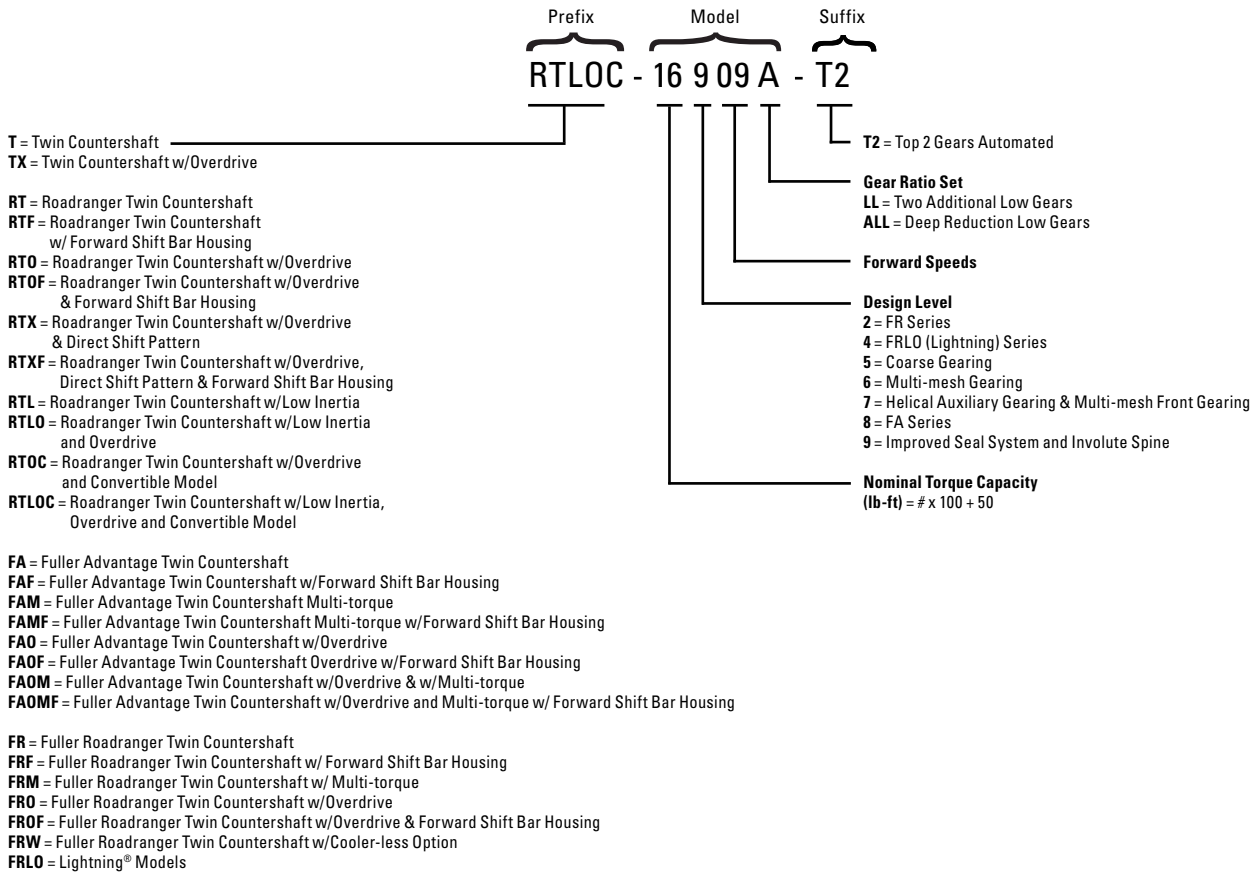 Prefix Model Suffix
RTLOC - 16 9 09 A - T2
T = Twin Countershaft
TX = Twin Countershaft w/Overdrive
RT = Roadranger Twin Countershaft
RTF = Roadranger Twin Countershaft
w/ Forward Shift Bar Housing
RTO = Roadranger Twin Countershaft w/Overdrive
RTOF = Roadranger Twin Countershaft w/Overdrive
& Forward Shift Bar Housing
RTX = Roadranger Twin Countershaft w/Overdrive
& Direct Shift Pattern
RTXF = Roadranger Twin Countershaft w/Overdrive,
Direct Shift Pattern & Forward Shift Bar Housing
RTL = Roadranger Twin Countershaft w/Low Inertia
RTLO = Roadranger Twin Countershaft w/Low Inertia
and Overdrive
RTOC = Roadranger Twin Countershaft w/Overdrive
and Convertible Model
RTLOC = Roadranger Twin Countershaft w/Low Inertia,
Overdrive and Convertible Model
FA = Fuller Advantage Twin Countershaft
FAF = Fuller Advantage Twin Countershaft w/Forward Shift Bar Housing
FAM = Fuller Advantage Twin Countershaft Multi-torque
FAMF = Fuller Advantage Twin Countershaft Multi-torque w/Forward Shift Bar Housing
FAO = Fuller Advantage Twin Countershaft w/Overdrive
FAOF = Fuller Advantage Twin Countershaft Overdrive w/Forward Shift Bar Housing
FAOM = Fuller Advantage Twin Countershaft w/Overdrive & w/Multi-torque
FAOMF = Fuller Advantage Twin Countershaft w/Overdrive and Multi-torque w/ Forward Shift Bar Housing
FR = Fuller Roadranger Twin Countershaft
FRF = Fuller Roadranger Twin Countershaft w/ Forward Shift Bar Housing
FRM = Fuller Roadranger Twin Countershaft w/ Multi-torque
FRO = Fuller Roadranger Twin Countershaft w/Overdrive
FROF = Fuller Roadranger Twin Countershaft w/Overdrive & Forward Shift Bar Housing
FRW = Fuller Roadranger Twin Countershaft w/Cooler-less Option
FRLO = Lightning® Models
T2 = Top 2 Gears Automated
Gear Ratio Set
LL = Two Additional Low Gears
ALL = Deep Reduction Low Gears
Forward Speeds
Design Level
2 = FR Series
4 = FRLO (Lightning) Series
5 = Coarse Gearing
6 = Multi-mesh Gearing
7 = Helical Auxiliary Gearing & Multi-mesh Front Gearing
8 = FA Series
9 = Improved Seal System and Involute Spine
Nominal Torque Capacity
(lb-ft) = # x 100 + 50